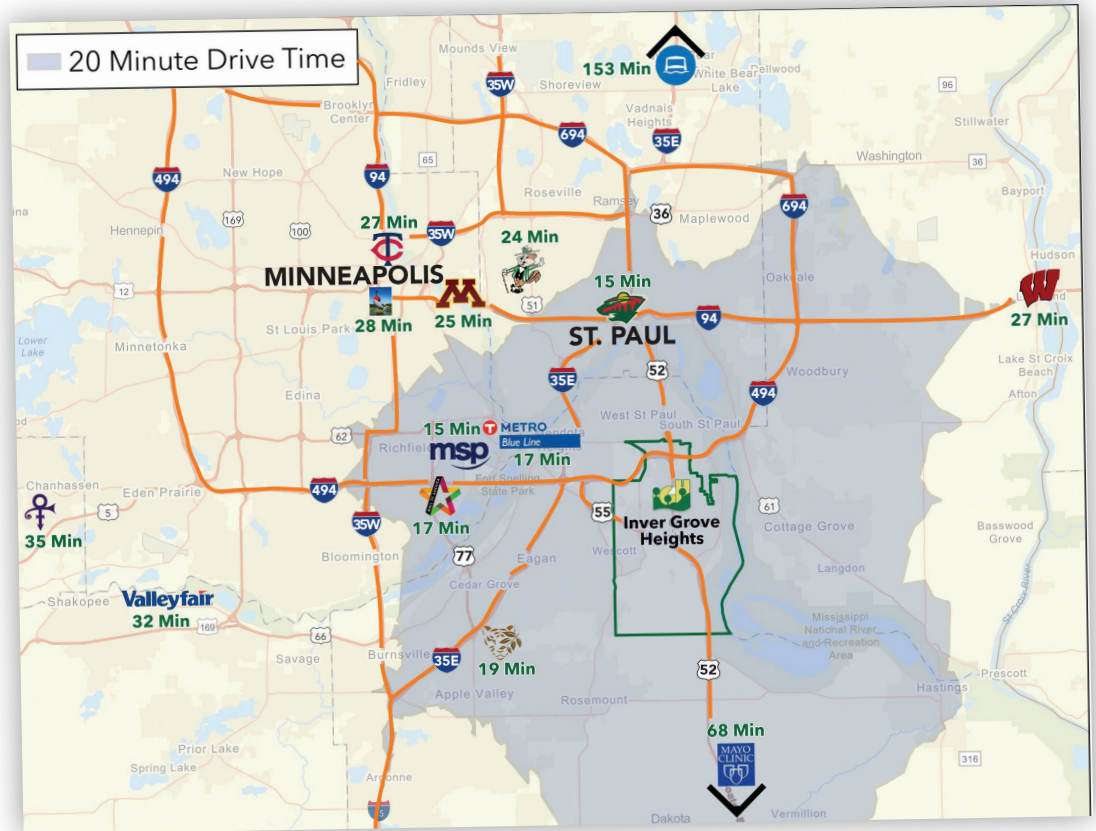 20 Minute Drive Time
Mounds View
153 Min
White Bear
Lake
Dellwood
35W
Shoreview
Fridley
96
Brooklyn
Center
Vadnais
Heights
Stillwater
694
35E
65
Washington
36
494
94
New Hope
Roseville
Bayport
Ramsey
694
36
Maplewood
169
100
27 Min
35W
24 Min
Hennepin
TC
Hudson
MINNEAPOLIS
M
15 Min
Oakdale
W
12
51
28 Min
25 Min
94
27 Min
St Louis Park
ST. PAUL
Lower
Lake
Minnetonka
35E
52
Woodbury
Lake St Croix
Beach
Edina
494
Afton
West St Paul
South St Paul
62
15 Min
T METRO
Blue Line
Richfield
msp
17 Min
Fort Snelling
State Park
Chanhassen
Eden Prairie
494
5
35 Min
17 Min
35W
55
Inver Grove
Heights
61
Cottage Grove
Basswood
Grove
Bloomington
77
Eagan
Langdon
Cedar Grove
Shakopee
Valleyfair
32 Min
169
66
Mississippi
National River
and Recreation
Area
St Croix River
Savage
Burnsville
35E
19 Min
52
Prescott
Hastings
Apple Valley
Rosemount
68 Min
MAYO
CLINIC
Prior Lake
Spring Lake
316
Dakota
Vermillion